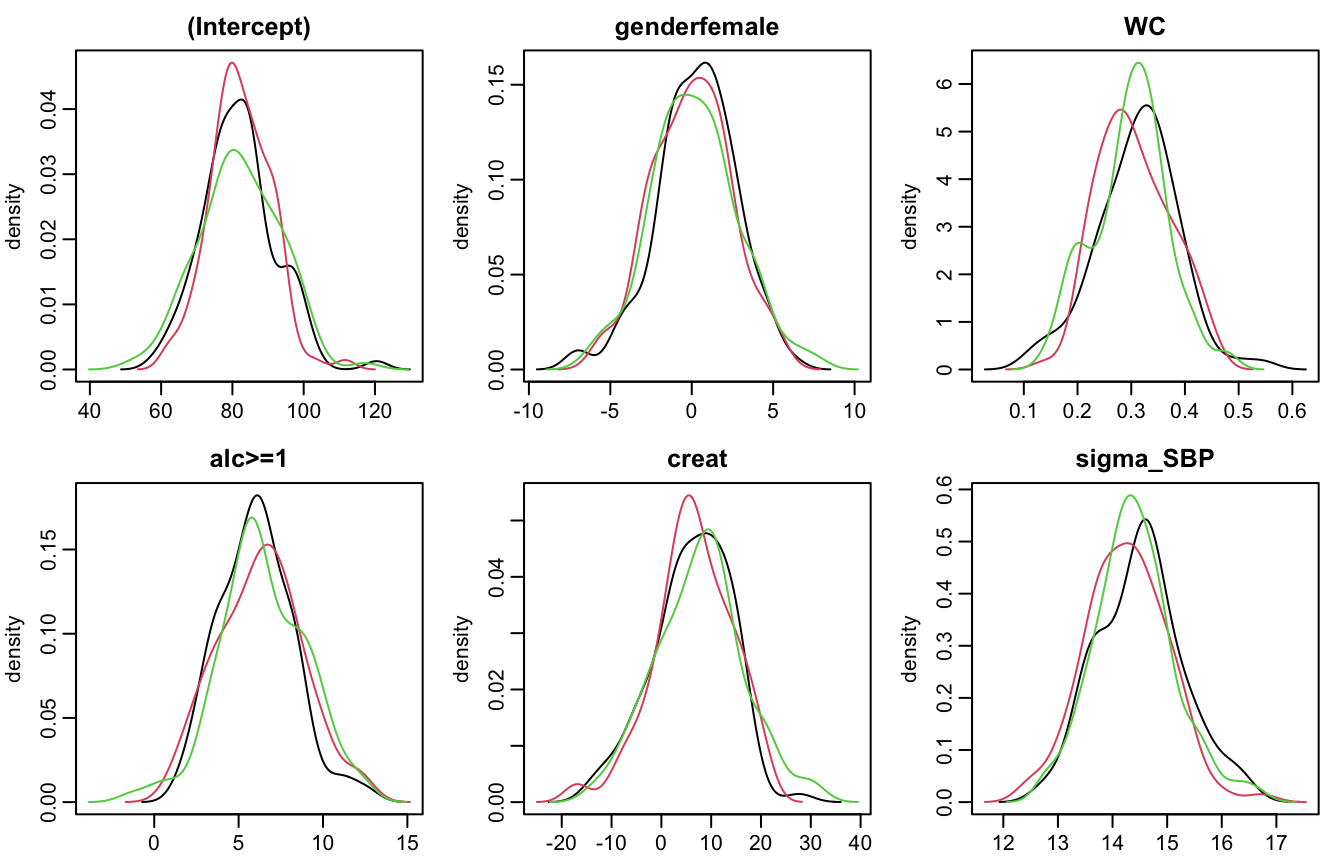 (Intercept)
density
0.00 0.01 0.02 0.03 0.04
40 60 80 100 120
genderfemale
density
0.00 0.05 0.10 0.15
-10 -5 0 5 10
WC
density
0 1 2 3 4 5 6
0.1 0.2 0.3 0.4 0.5 0.6
alc>=1
density
0.00 0.05 0.10 0.15
0 5 10 15
creat
density
0.00 0.02 0.04
-20 -10 0 10 20 30 40
sigma_SBP
density
0.0 0.1 0.2 0.3 0.4 0.5 0.6
12 13 14 15 16 17